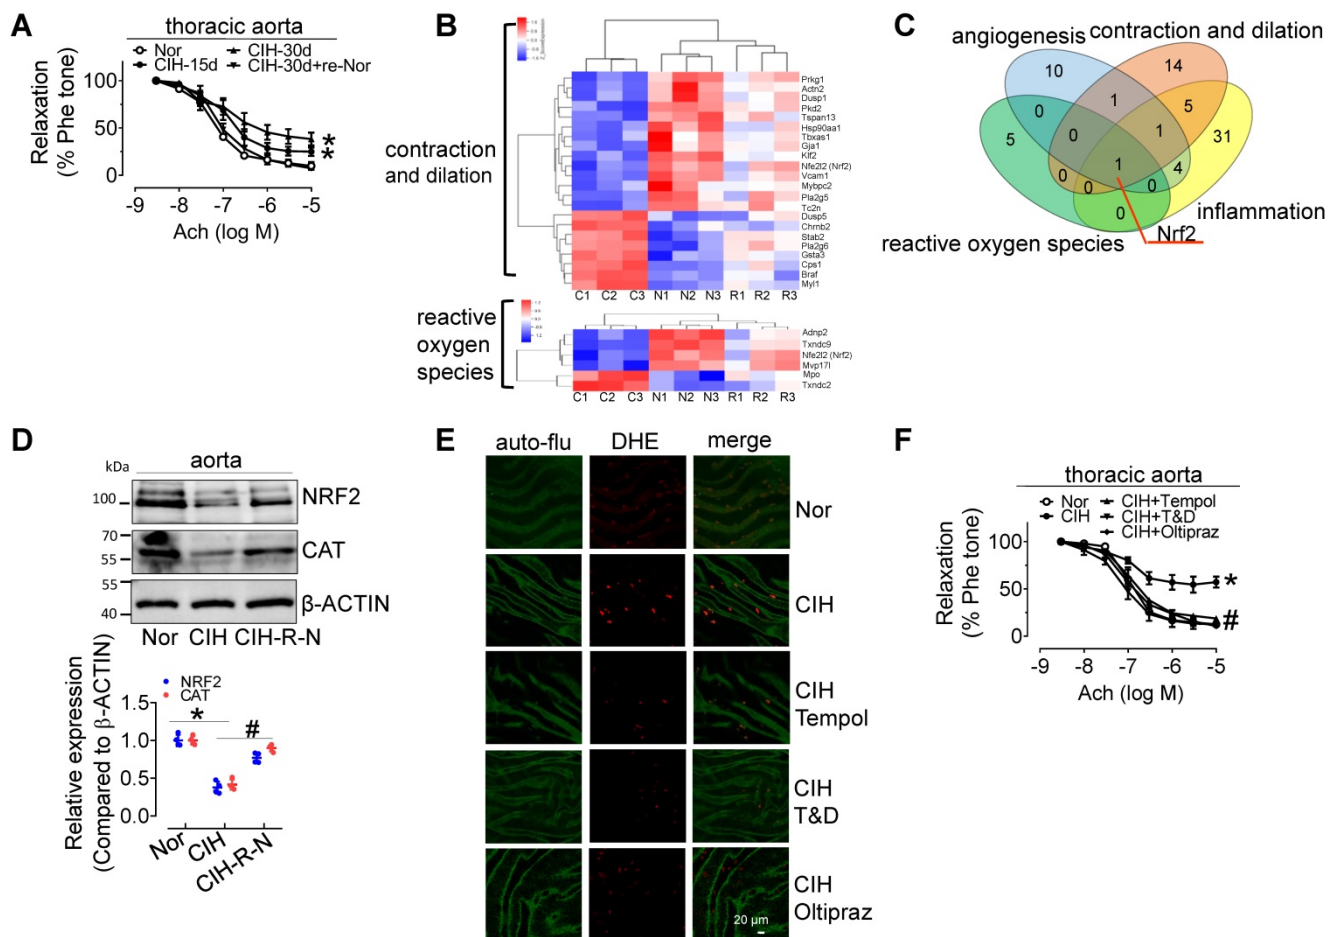 A
thoracic aorta
Nor
CIH-30d
CIH-15d
CIH-30d+re-Nor
Relaxation
(% Phe tone)
100
50
0
-9 -8 -7 -6 -5
Ach (log M)
*
*
B
contraction
and dilation
Prkg1
Actn2
Dusp1
Pkd2
Tspan13
Hsp90aa1
Tbxas1
Gja1
Klf2
Nfe2l2 (Nrf2)
Vcam1
Mybpc2
Pla2g5
Tc2n
Dusp5
Chrnb2
Stab2
Pla2g6
Gsta3
Cps1
Braf
Myl1
C1 C2 C3 N1 N2 N3 R1 R2 R3
reactive
oxygen
species
Adnp2
Txndc9
Nfe2l2 (Nrf2)
Mvp17l
Mpo
Txndc2
C1 C2 C3 N1 N2 N3 R1 R2 R3
C
angiogenesis
contraction and dilation
10
14
1
5
0
5
0
1
31
1
4
0
0
0
0
inflammation
reactive oxygen species
Nrf2
D
kDa
aorta
100
NRF2
70
55
CAT
55
40
β-ACTIN
Nor CIH CIH-R-N
NRF2
CAT
Relative expression
(Compared to β-ACTIN)
1.5
1.0
0.5
0.0
*
#
Nor
CIH
CIH-R-N
E
auto-flu DHE merge
Nor
CIH
CIH
Tempol
CIH
T&D
CIH
Oltipraz
20 μm
F
thoracic aorta
Nor
CIH+Tempol
CIH
CIH+T&D
CIH+Oltipraz
Relaxation
(% Phe tone)
100
50
0
-9 -8 -7 -6 -5
Ach (log M)
*
#